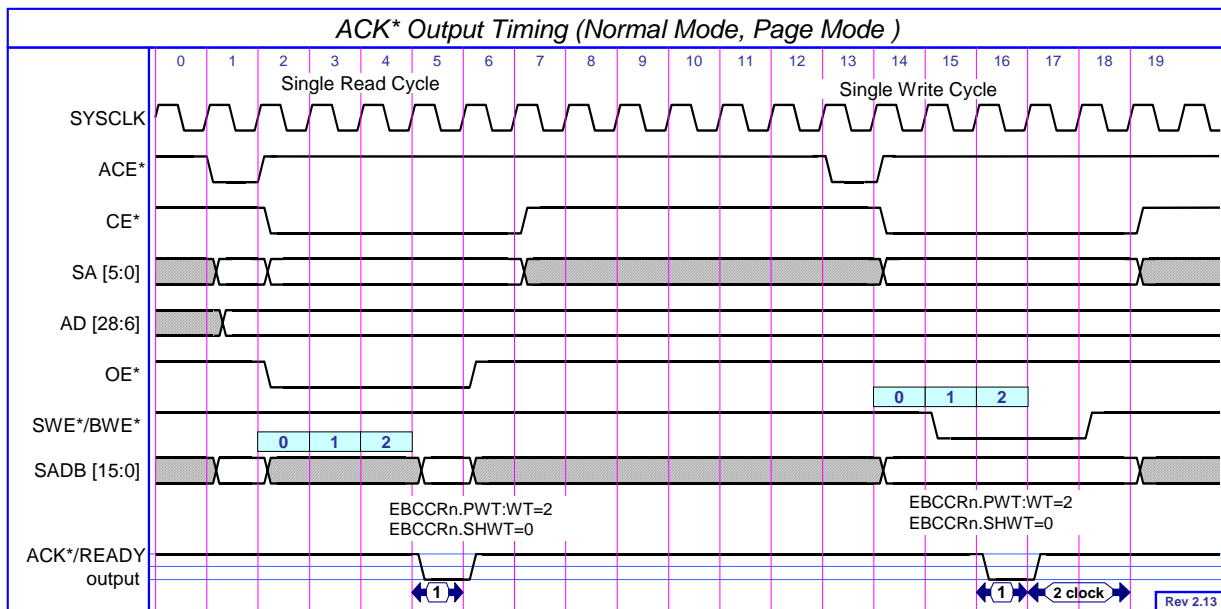 ACK* Output Timing (Normal Mode, Page Mode )
0 1 2 3 4 5 6 7 8 9 10 11 12 13 14 15 16 17 18 19
Single Read Cycle
Single Write Cycle
SYSCLK
ACE*
CE*
SA [5:0]
AD [28:6]
OE*
0 1 2
SWE*/BWE*
0 1 2
SADB [15:0]
EBCCRn.PWT:WT=2
EBCCRn.SHWT=0
EBCCRn.PWT:WT=2
EBCCRn.SHWT=0
ACK*/READY
output
1
1
2 clock
Rev 2.13